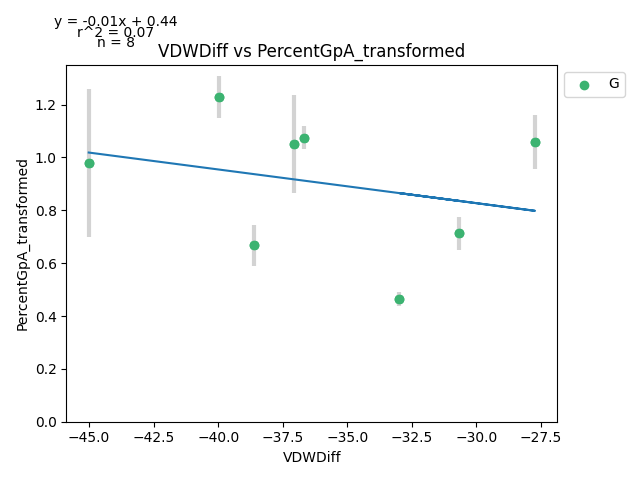 y = -0.01x + 0.44
r^2 = 0.07
n = 8
VDWDiff vs PercentGpA_transformed
G
PercentGpA_transformed
1.2
1.0
0.8
0.6
0.4
0.2
0.0
−45.0 −42.5 −40.0 −37.5 −35.0 −32.5 −30.0 −27.5
VDWDiff